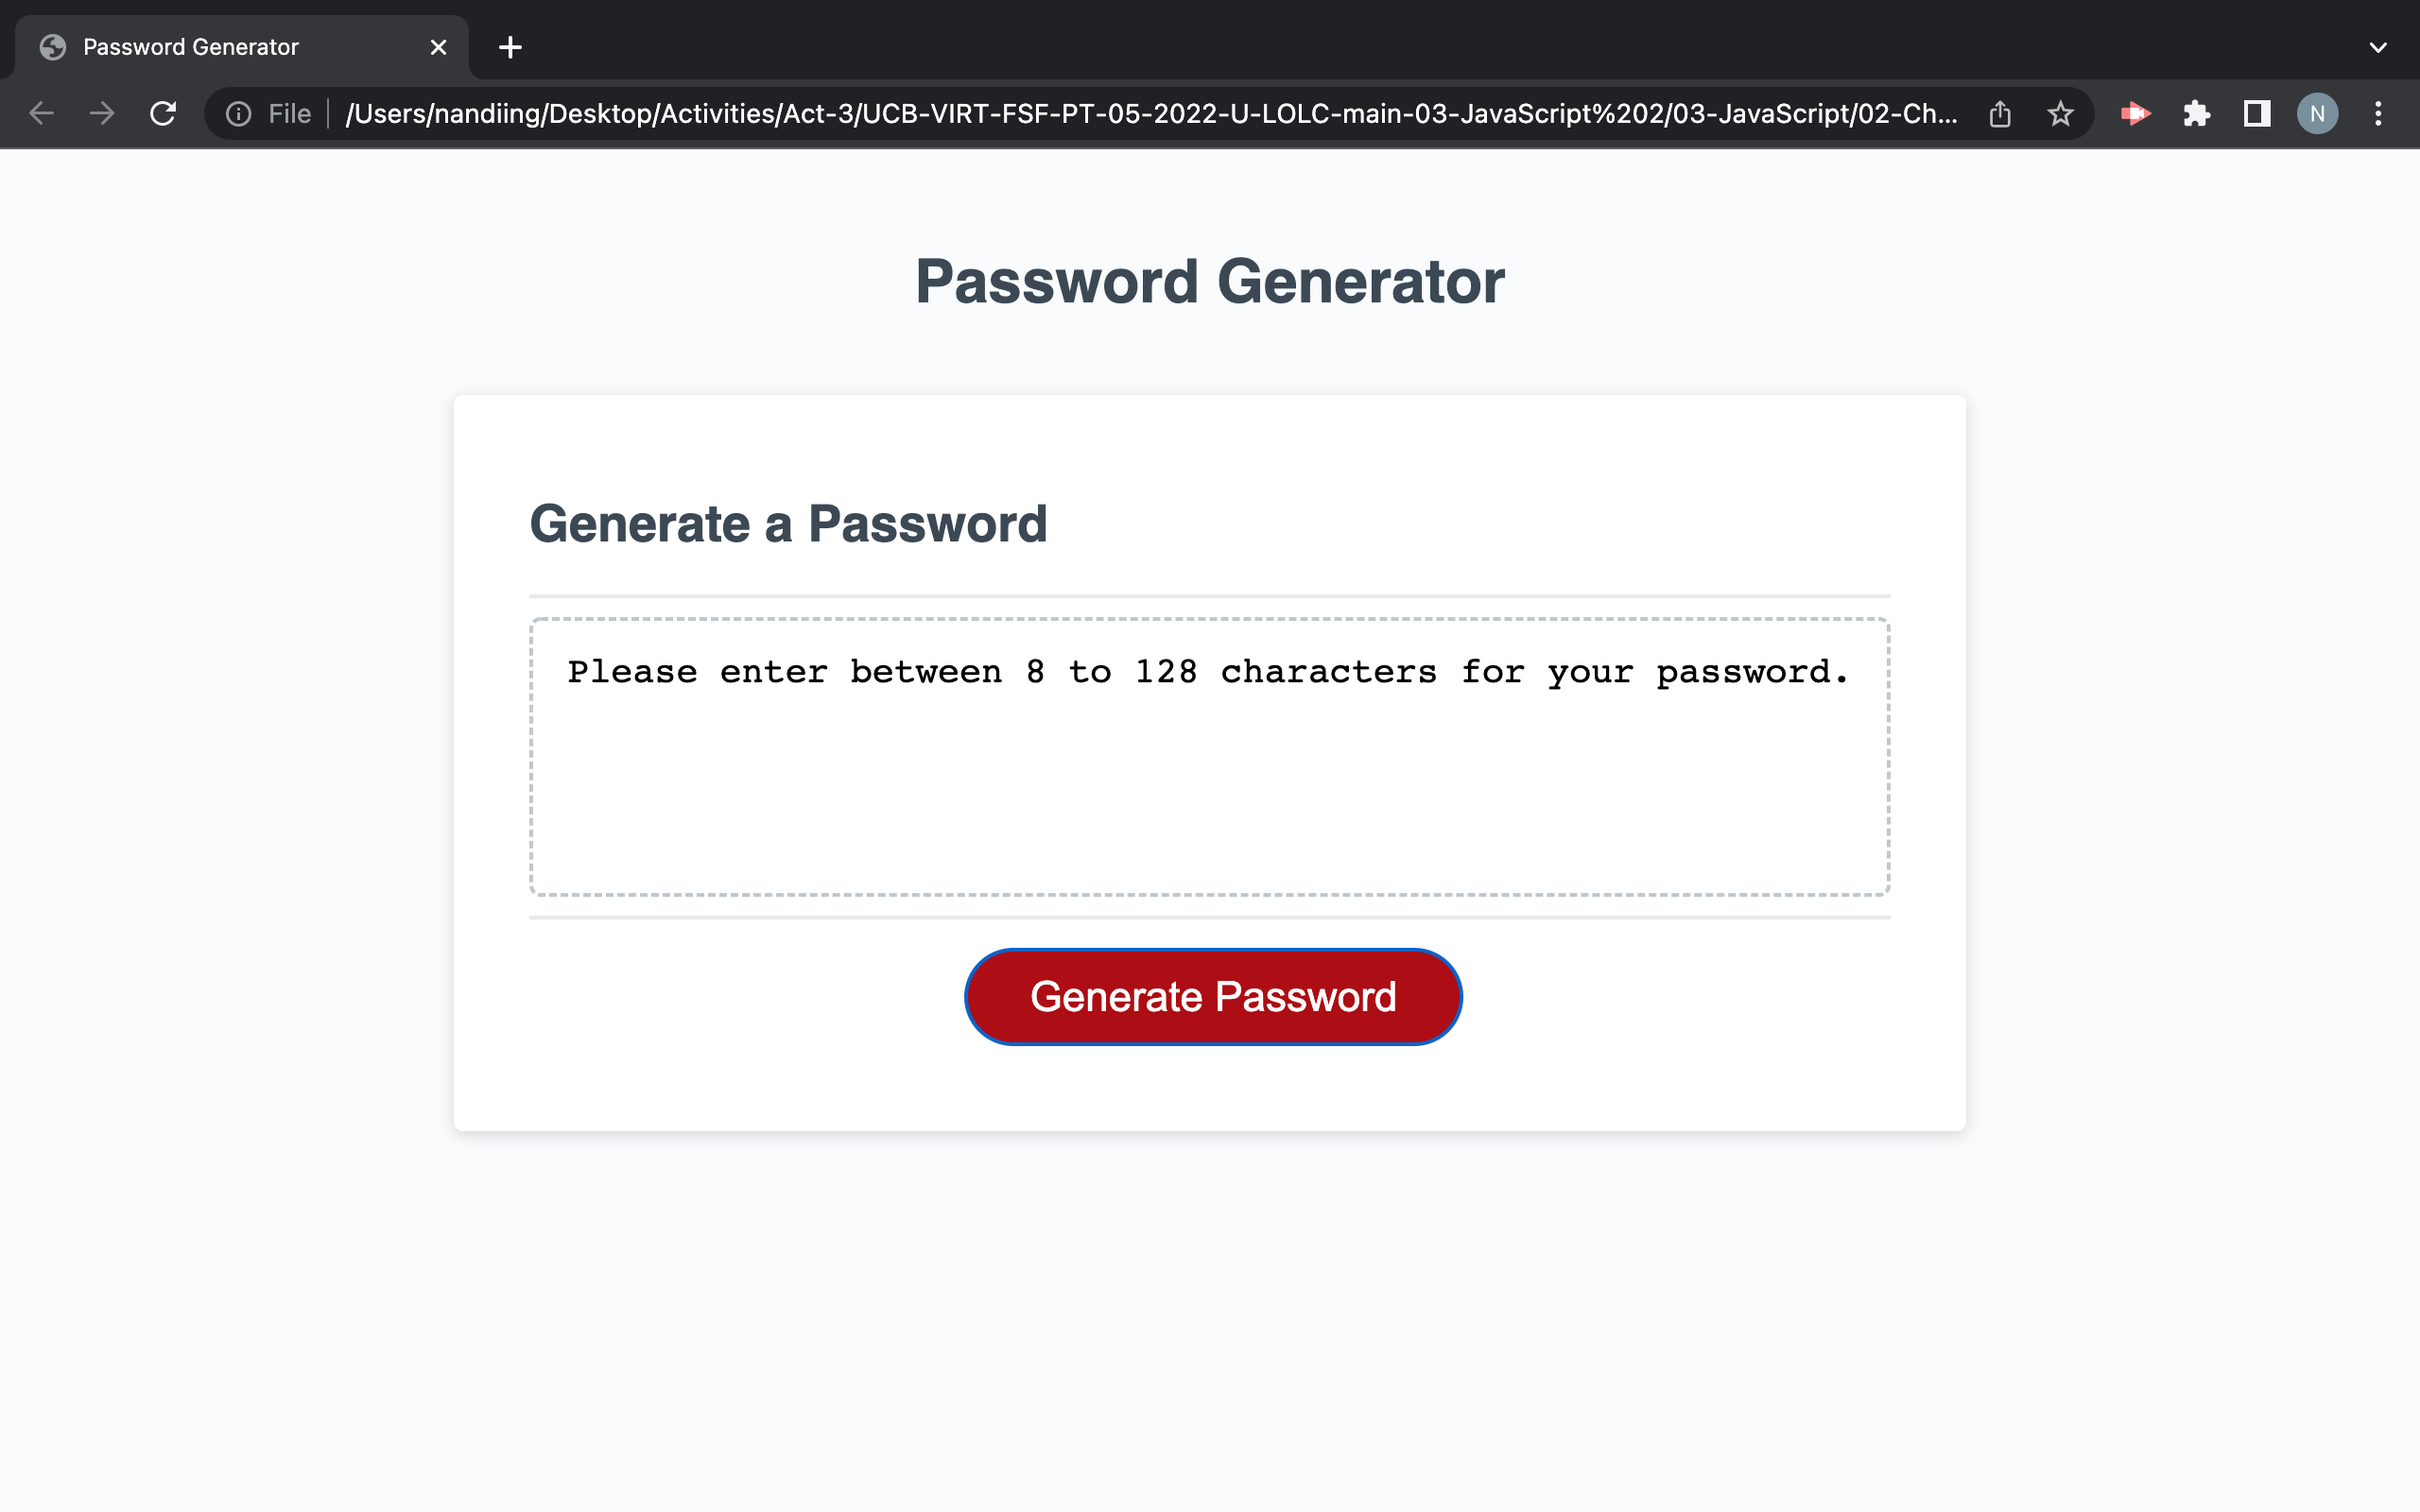 Password Generator
File
/Users/nandiing/Desktop/Activities/Act-3/UCB-VIRT-FSF-PT-05-2022-U-LOLC-main-03-JavaScript%202/03-JavaScript/02-Ch...
N
Password Generator
Generate a Password
Please enter between 8 to 128 characters for your password.
Generate Password